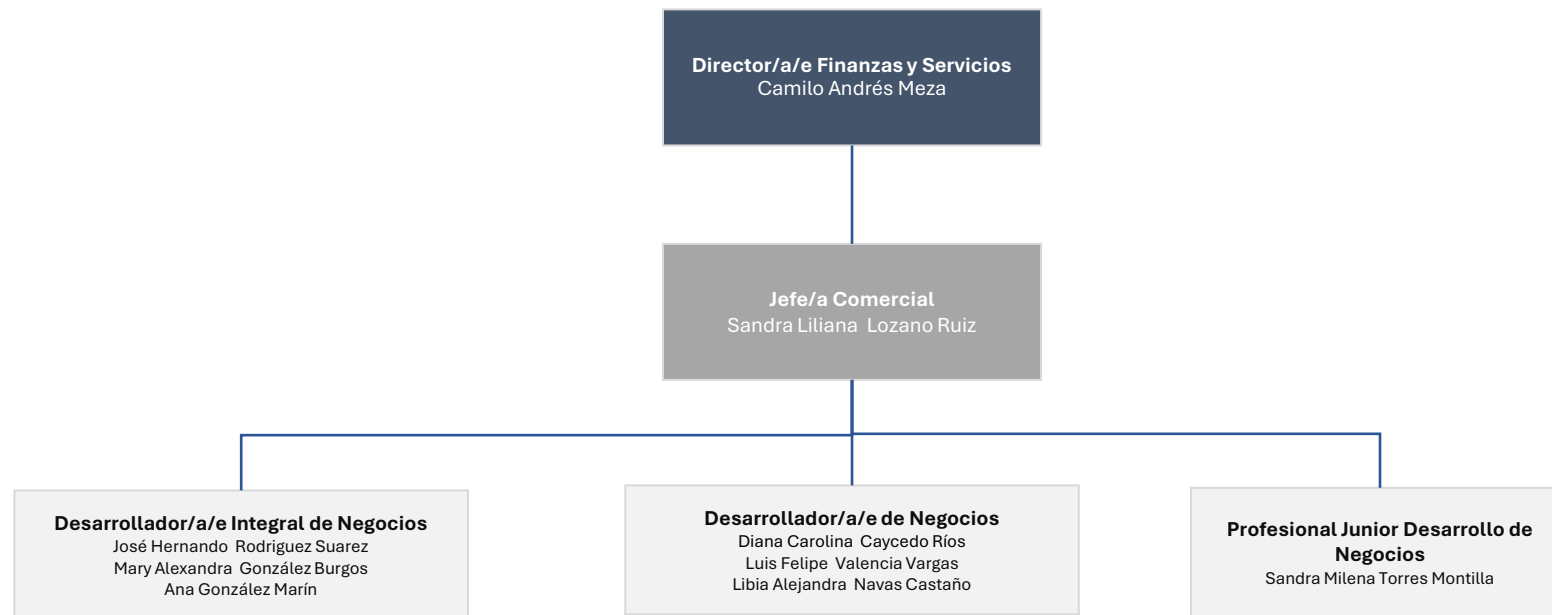 Director/a/e Finanzas y Servicios
Camilo Andrés Meza
Jefe/a Comercial
Sandra Liliana Lozano Ruiz
Desarrollador/a/e Integral de Negocios
José Hernando Rodriguez Suarez
Mary Alexandra González Burgos
Ana González Marín
Desarrollador/a/e de Negocios
Diana Carolina Caycedo Ríos
Luis Felipe Valencia Vargas
Libia Alejandra Navas Castaño
Profesional Junior Desarrollo de
Negocios
Sandra Milena Torres Montilla